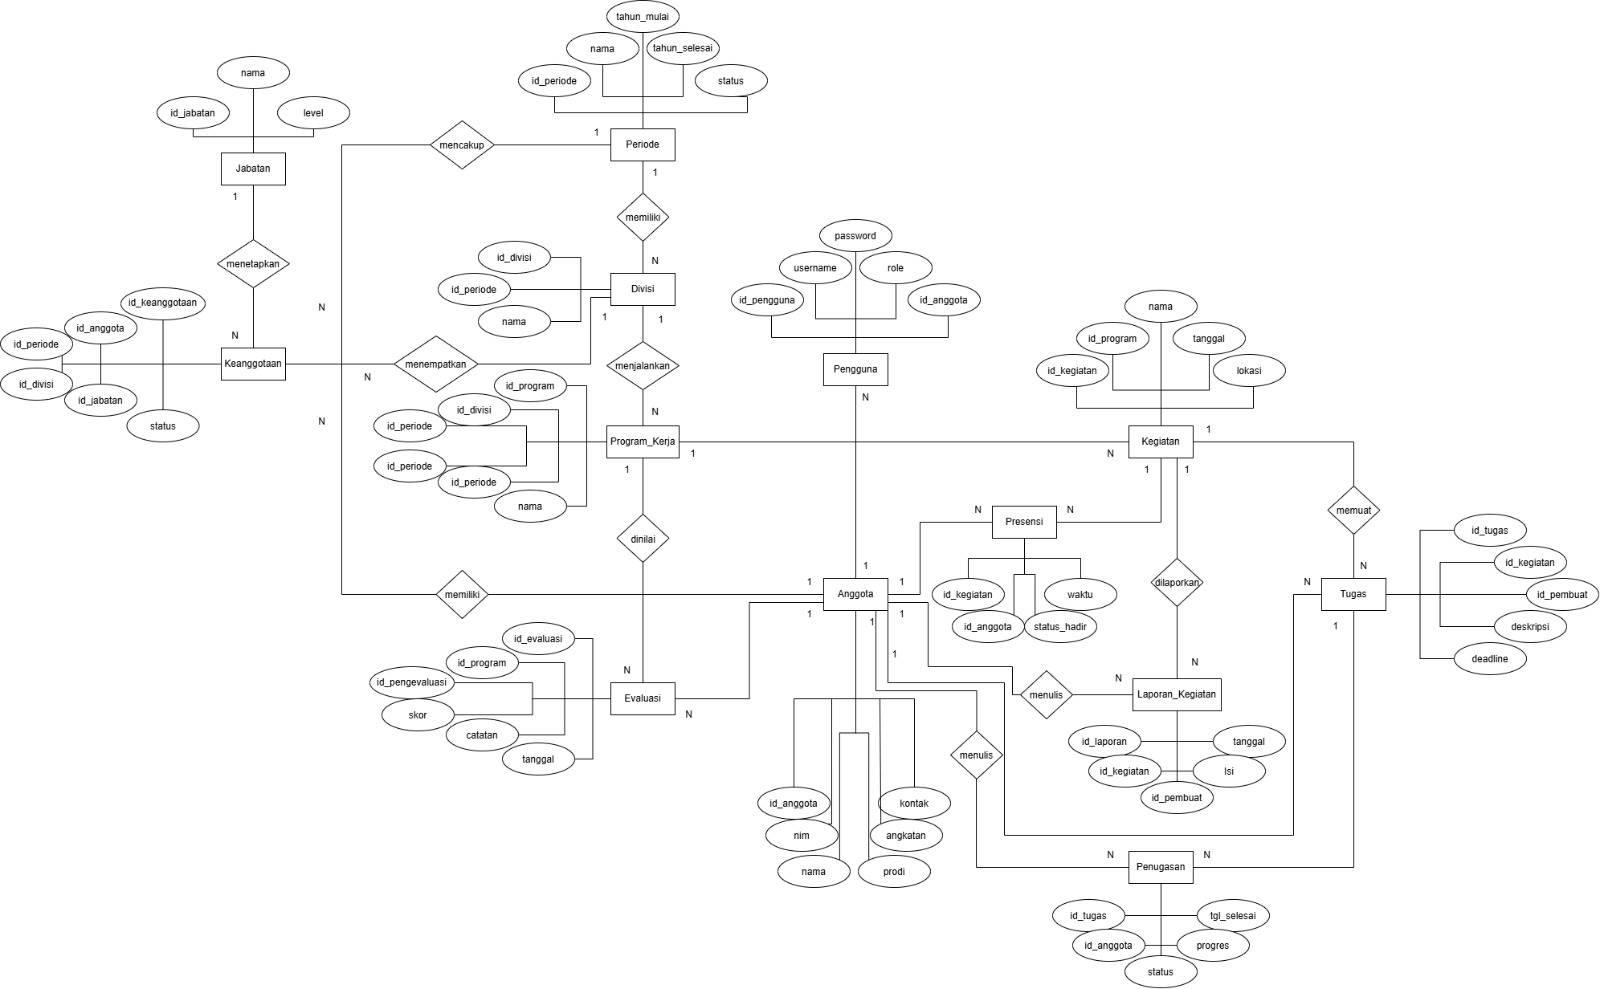 tahun_mulai
nama
tahun_selesai
id_periode
status
nama
id_jabatan
level
1
mencakup
Periode
Jabatan
1
1
memiliki
password
menetapkan
id_divisi
N
username
role
id_periode
Divisi
id_pengguna
id_anggota
id_keanggotaan
nama
N
nama
1
1
id_anggota
N
id_program
tanggal
id_periode
Keanggotaan
menempatkan
menjalankan
Pengguna
id_kegiatan
lokasi
N
id_divisi
id_program
N
id_jabatan
id_divisi
N
status
N
id_periode
Program_Kerja
Kegiatan
1
1
N
id_periode
1
1
1
id_periode
nama
N
N
memuat
Presensi
id_tugas
dinilai
id_kegiatan
1
N
1
1
N
dilaporkan
memiliki
Anggota
id_kegiatan
waktu
Tugas
id_pembuat
1
1
1
1
id_anggota
status_hadir
deskripsi
id_evaluasi
1
id_program
N
deadline
N
N
id_pengevaluasi
Evaluasi
menulis
Laporan_Kegiatan
skor
N
catatan
id_laporan
tanggal
tanggal
menulis
id_kegiatan
Isi
id_pembuat
id_anggota
kontak
nim
angkatan
N
N
nama
prodi
Penugasan
id_tugas
tgl_selesai
id_anggota
progres
status